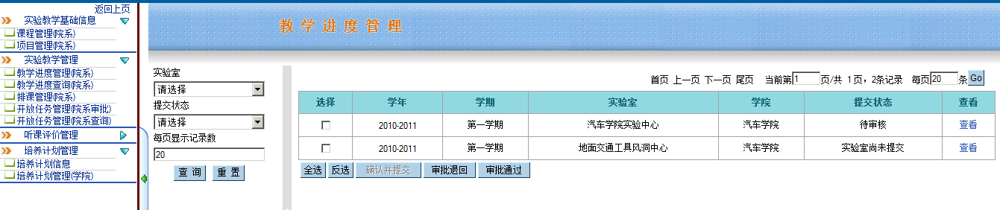 返回上页
实验教学基础信息
课程管理(院系)
项目管理(院系)
实验教学管理
教学进度管理(院系)
教学进度查询(院系)
排课管理(院系)
开放任务管理(院系审批)
开放任务管理(院系查询)
听课评价管理
培养计划管理
培养计划信息
培养计划管理(学院)
教学进度管理
实验室
请选择
提交状态
请选择
每页显示记录数
20
查 询 重 置
首页 上一页 下一页 尾页 当前第1页/共 1页，2条记录 每页20条Go
选择 学年 学期 实验室 学院 提交状态 查看
2010-2011 第一学期 汽车学院实验中心 汽车学院 待审核 查看
2010-2011 第一学期 地面交通工具风洞中心 汽车学院 实验室尚未提交 查看
全选 反选 确认并提交 审批退回 审批通过